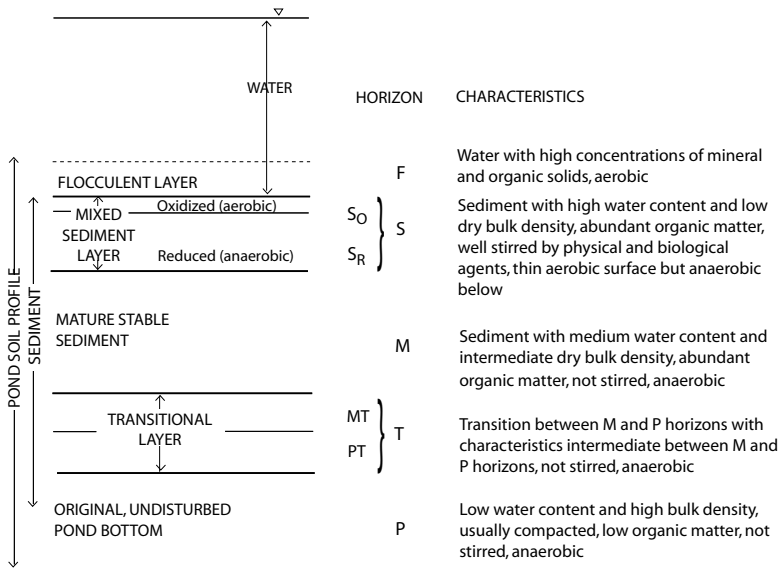 WATER
HORIZON
CHARACTERISTICS
FLOCCULENT LAYER
F
Water with high concentrations of mineral
and organic solids, aerobic
MIXED
SEDIMENT
LAYER
Oxidized (aerobic)
Reduced (anaerobic)
SO
SR
S
Sediment with high water content and low
dry bulk density, abundant organic matter,
well stirred by physical and biological
agents, thin aerobic surface but anaerobic
below
POND SOIL PROFILE
SEDIMENT
MATURE STABLE
SEDIMENT
M
Sediment with medium water content and
intermediate dry bulk density, abundant
organic matter, not stirred, anaerobic
TRANSITIONAL
LAYER
MT
PT
T
Transition between M and P horizons with
characteristics intermediate between M and
P horizons, not stirred, anaerobic
ORIGINAL, UNDISTURBED
POND BOTTOM
P
Low water content and high bulk density,
usually compacted, low organic matter, not
stirred, anaerobic